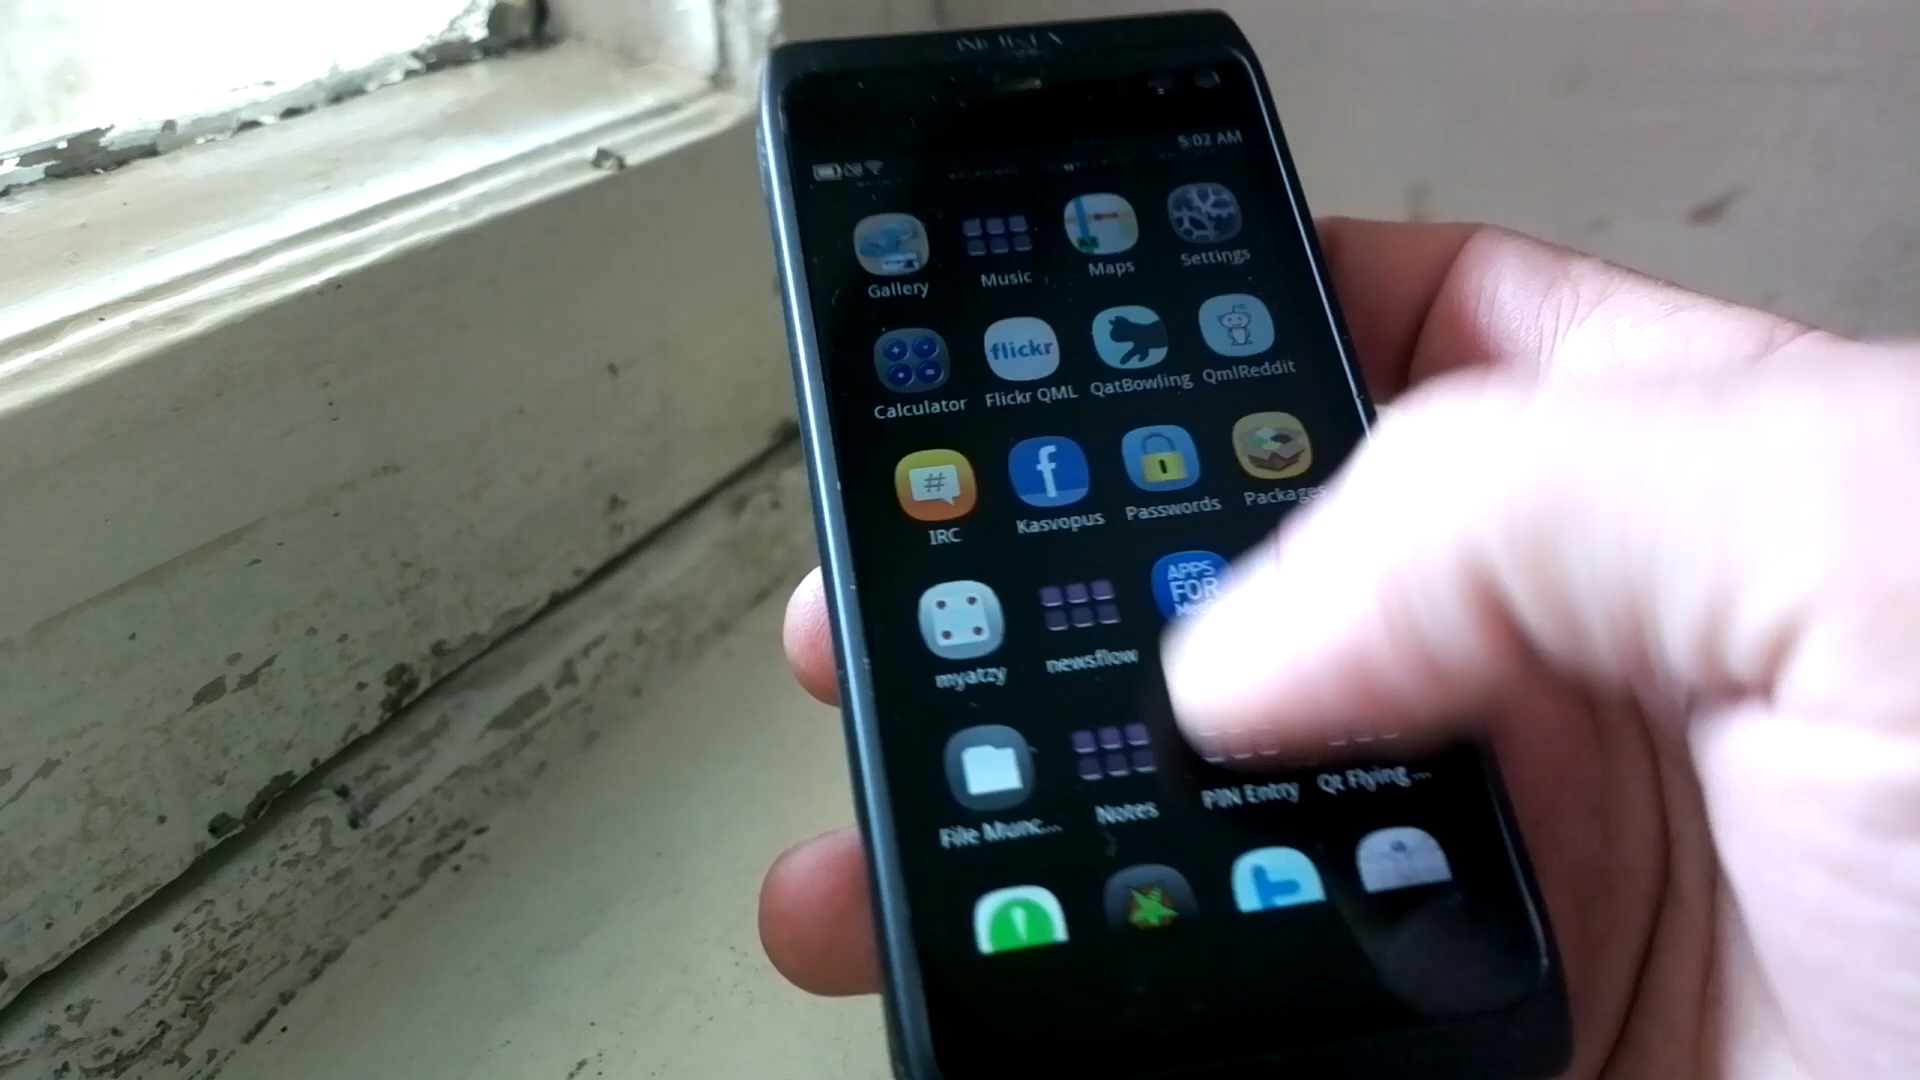 NOKIA
5:02 AM
Gallery Music Maps Settings
flickr
Calculator Flickr QML QatBowling QmlReddit
#
f
IRC Kasvopus Passwords Packages
APPS
FOR
myatzy newsflow
File Munc... Notes PIN Entry Qt Flying ...